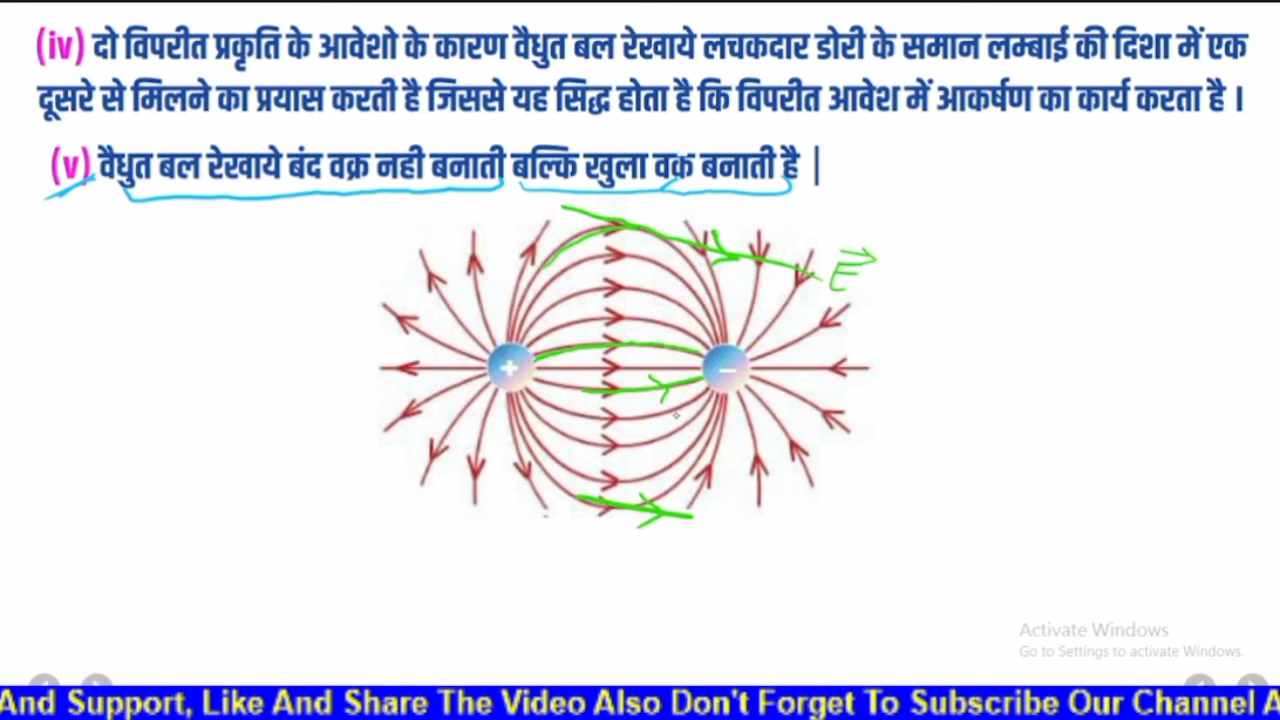 (iv) दो विपरीत प्रकृति के आवेशो के कारण वैधुत बल रेखाये लचकदार डोरी के समान लम्बाई की दिशा में एक
दूसरे से मिलने का प्रयास करती है जिससे यह सिद्ध होता है कि विपरीत आवेश में आकर्षण का कार्य करता है ।
(v) वैधुत बल रेखाये बंद वक्र नही बनाती बल्कि खुला वक्र बनाती है |
E
+ −
Activate Windows
Go to Settings to activate Windows.
And Support, Like And Share The Video Also Don't Forget To Subscribe Our Channel A